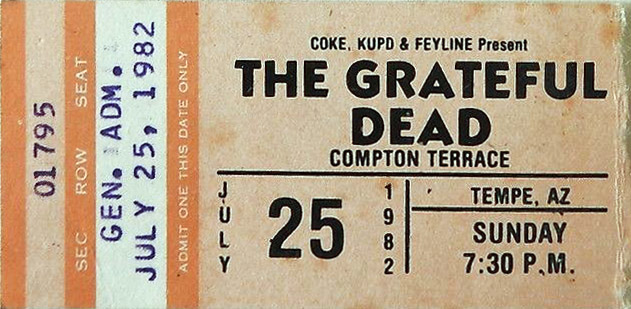 01795
SEC ROW SEAT
GEN. ADM.
JULY 25, 1982
ADMIT ONE THIS DATE ONLY
COKE, KUPD & FEYLINE Present
THE GRATEFUL
DEAD
COMPTON TERRACE
JULY
25
1982
TEMPE, AZ
SUNDAY
7:30 P.M.